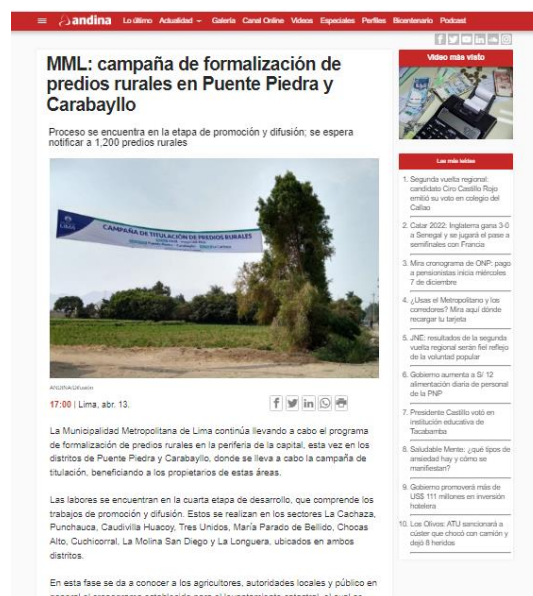 andina Lo último Actualidad Galería Canal Online Videos Especiales Perfiles Bicentenario Podcast
MML: campaña de formalización de
predios rurales en Puente Piedra y
Carabayllo
Proceso se encuentra en la etapa de promoción y difusión; se espera
notificar a 1,200 predios rurales
LIMA
CAMPAÑA DE TITULACIÓN DE PREDIOS RURALES
ANDINA/Difusión
17:00 | Lima, abr. 13.
La Municipalidad Metropolitana de Lima continúa llevando a cabo el programa
de formalización de predios rurales en la periferia de la capital, esta vez en los
distritos de Puente Piedra y Carabayllo, donde se lleva a cabo la campaña de
titulación, beneficiando a los propietarios de estas áreas.
Las labores se encuentran en la cuarta etapa de desarrollo, que comprende los
trabajos de promoción y difusión. Estos se realizan en los sectores La Cachaza,
Punchauca, Caudivilla Huacoy, Tres Unidos, María Parado de Bellido, Chocas
Alto, Cuchicorral, La Molina San Diego y La Longuera, ubicados en ambos
distritos.
En esta fase se da a conocer a los agricultores, autoridades locales y público en
Video más visto
Las más leídas
1. Segunda vuelta regional:
candidato Ciro Castillo Rojo
emitió su voto en colegio del
Callao
2. Catar 2022: Inglaterra gana 3-0
a Senegal y se jugará el pase a
semifinales con Francia
3. Mira cronograma de ONP: pago
a pensionistas inicia miércoles
7 de diciembre
4. ¿Usas el Metropolitano y los
corredores? Mira aquí dónde
recargar tu tarjeta
5. JNE: resultados de la segunda
vuelta regional serán fiel reflejo
de la voluntad popular
6. Gobierno aumenta a S/ 12
alimentación diaria de personal
de la PNP
7. Presidente Castillo votó en
institución educativa de
Tacabamba
8. Saludable Mente: ¿qué tipos de
ansiedad hay y cómo se
manifiestan?
9. Gobierno promoverá más de
US$ 111 millones en inversión
hotelera
10. Los Olivos: ATU sancionará a
cúster que chocó con camión y
dejó 8 heridos